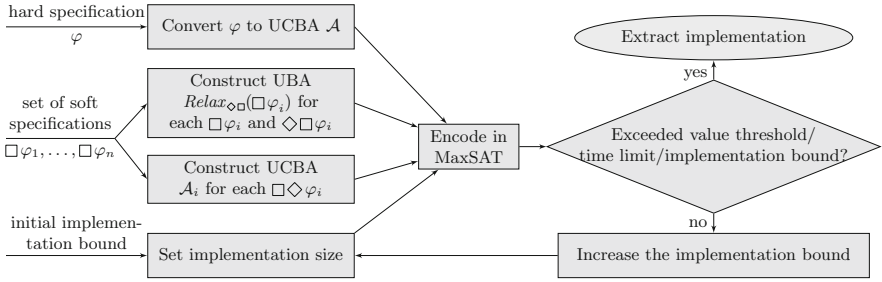 hard specification
φ
Convert φ to UCBA 𝒜
Extract implementation
yes
Construct UBA
Relax◇□(□φᵢ) for
each □φᵢ and ◇□φᵢ
set of soft
specifications
□φ₁, . . . , □φₙ
Encode in
MaxSAT
Exceeded value threshold/
time limit/implementation bound?
Construct UCBA
𝒜ᵢ for each □◇φᵢ
no
initial implemen-
tation bound
Set implementation size
Increase the implementation bound